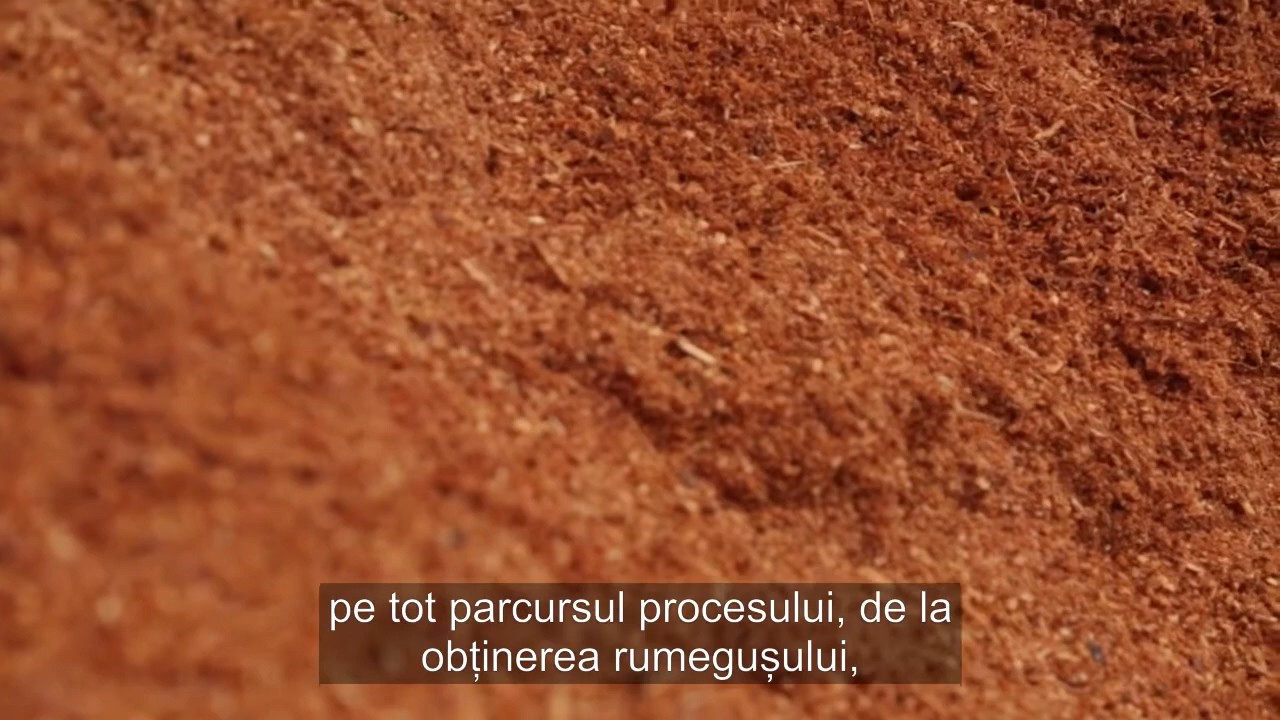 pe tot parcursul procesului, de la
obținerea rumegușului,